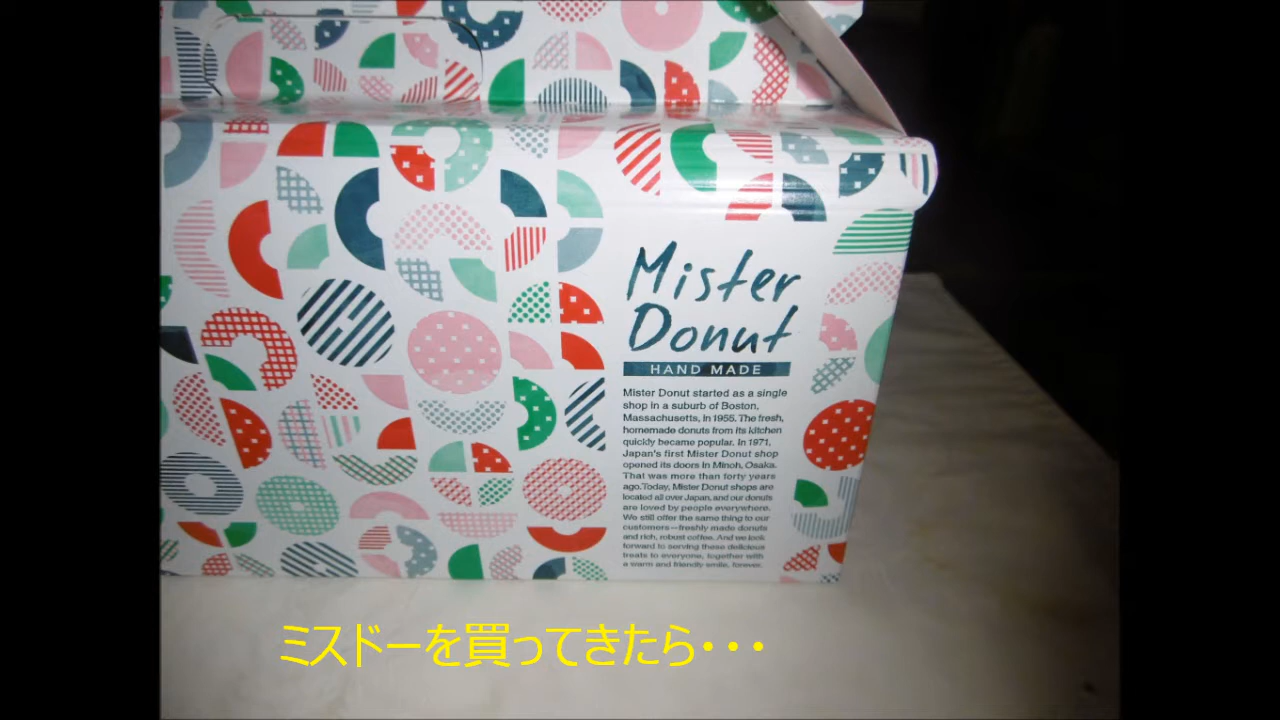 Mister
Donut
HAND MADE
Mister Donut started as a single
shop in a suburb of Boston,
Massachusetts, in 1955. The fresh,
homemade donuts from its kitchen
quickly became popular. In 1971,
Japan's first Mister Donut shop
opened its doors in Minoh, Osaka.
That was more than forty years
ago.Today, Mister Donut shops are
located all over Japan, and our donuts
are loved by people everywhere.
We still offer the same thing to our
customers—freshly made donuts
and rich, robust coffee. And we look
forward to serving these delicious
treats to everyone, together with
a warm and friendly smile, forever.
ミスドーを買ってきたら・・・